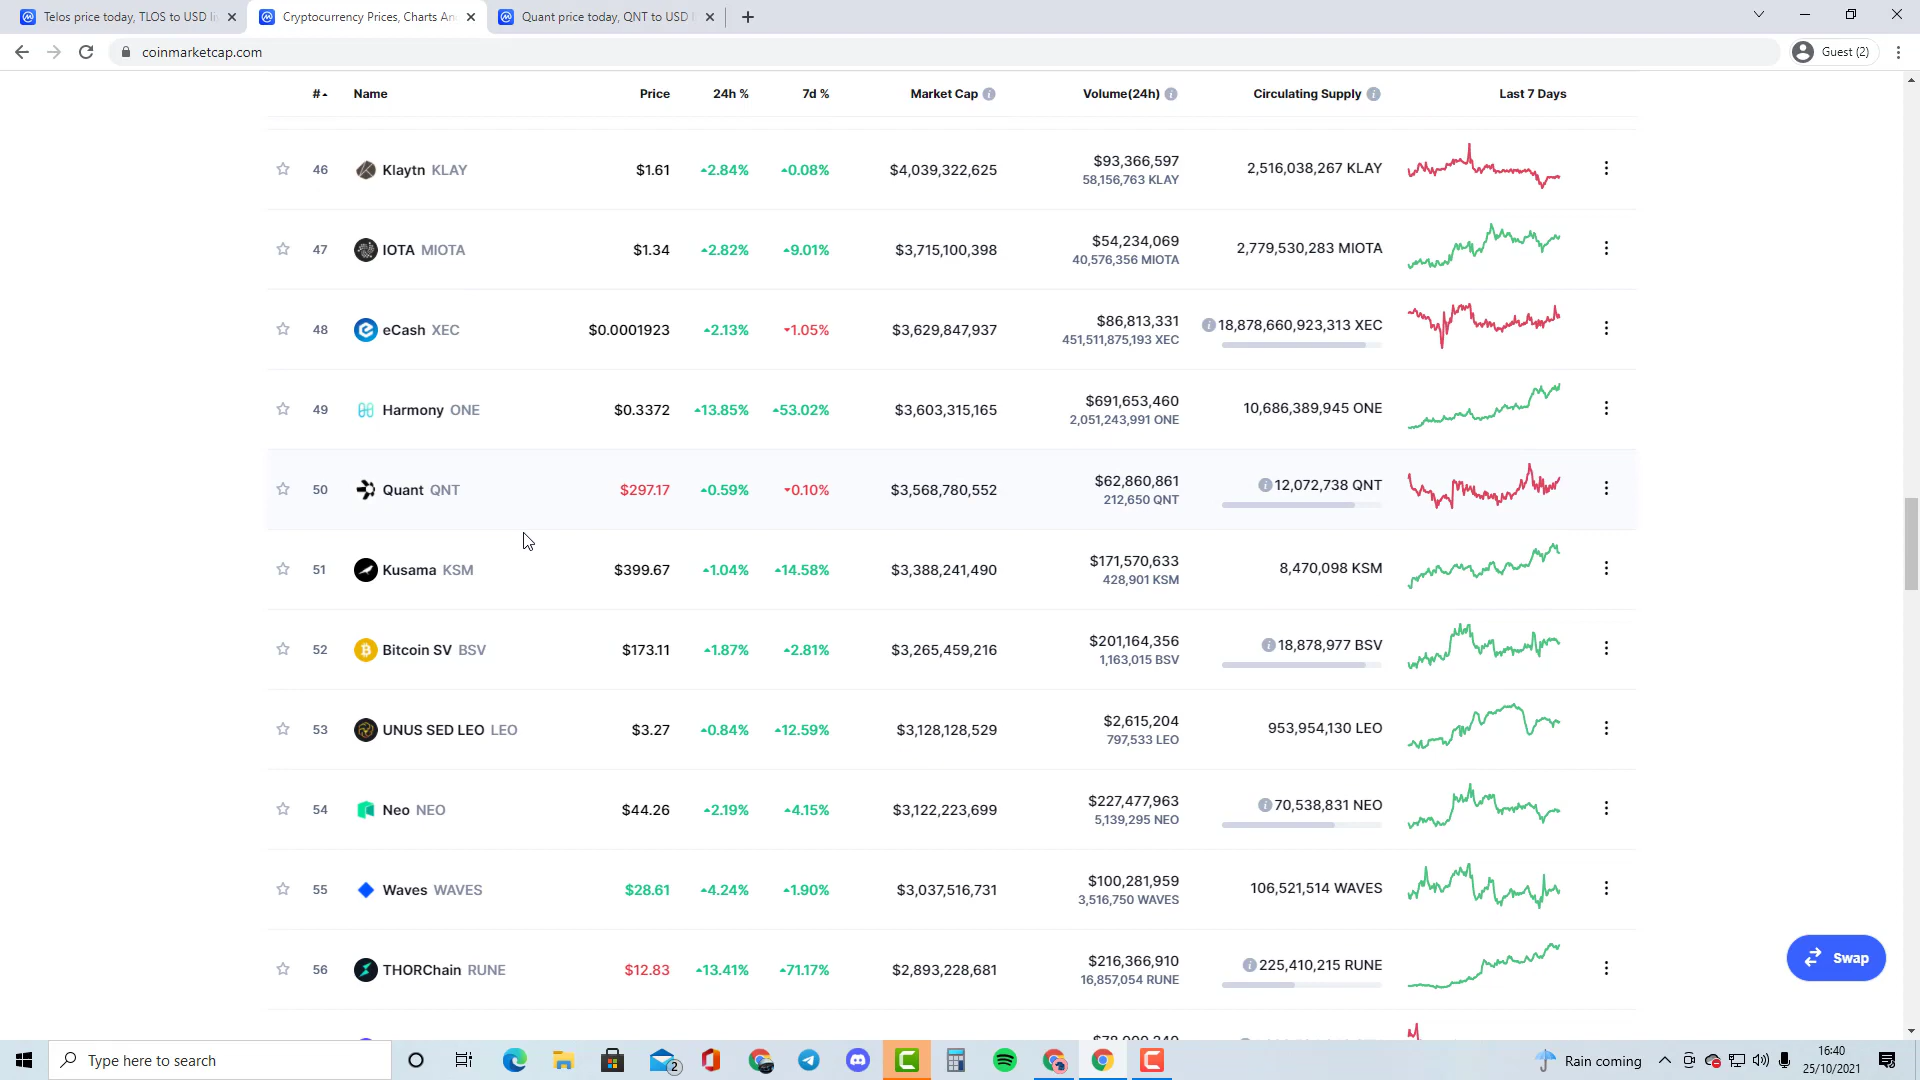 Telos price today, TLOS to USD li
Cryptocurrency Prices, Charts An
Quant price today, QNT to USD l
coinmarketcap.com
Guest (2)
# Name Price 24h % 7d % Market Cap Volume(24h) Circulating Supply Last 7 Days
46 Klaytn KLAY $1.61 2.84% 0.08% $4,039,322,625 $93,366,597 2,516,038,267 KLAY
58,156,763 KLAY
47 IOTA MIOTA $1.34 2.82% 9.01% $3,715,100,398 $54,234,069 2,779,530,283 MIOTA
40,576,356 MIOTA
48 eCash XEC $0.0001923 2.13% 1.05% $3,629,847,937 $86,813,331 18,878,660,923,313 XEC
451,511,875,193 XEC
49 Harmony ONE $0.3372 13.85% 53.02% $3,603,315,165 $691,653,460 10,686,389,945 ONE
2,051,243,991 ONE
50 Quant QNT $297.17 0.59% 0.10% $3,568,780,552 $62,860,861 12,072,738 QNT
212,650 QNT
51 Kusama KSM $399.67 1.04% 14.58% $3,388,241,490 $171,570,633 8,470,098 KSM
428,901 KSM
52 Bitcoin SV BSV $173.11 1.87% 2.81% $3,265,459,216 $201,164,356 18,878,977 BSV
1,163,015 BSV
53 UNUS SED LEO LEO $3.27 0.84% 12.59% $3,128,128,529 $2,615,204 953,954,130 LEO
797,533 LEO
54 Neo NEO $44.26 2.19% 4.15% $3,122,223,699 $227,477,963 70,538,831 NEO
5,139,295 NEO
55 Waves WAVES $28.61 4.24% 1.90% $3,037,516,731 $100,281,959 106,521,514 WAVES
3,516,750 WAVES
56 THORChain RUNE $12.83 13.41% 71.17% $2,893,228,681 $216,366,910 225,410,215 RUNE
16,857,054 RUNE
Swap
Type here to search
2
Rain coming
16:40
25/10/2021